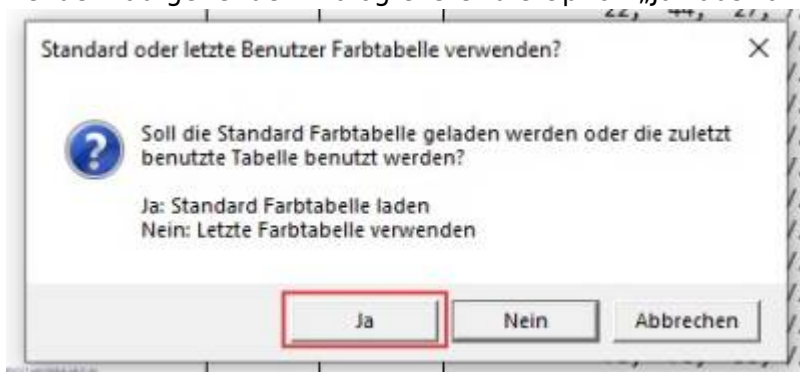 Standard oder letzte Benutzer Farbtabelle verwenden?
Soll die Standard Farbtabelle geladen werden oder die zuletzt
benutzte Tabelle benutzt werden?
Ja: Standard Farbtabelle laden
Nein: Letzte Farbtabelle verwenden
Ja Nein Abbrechen